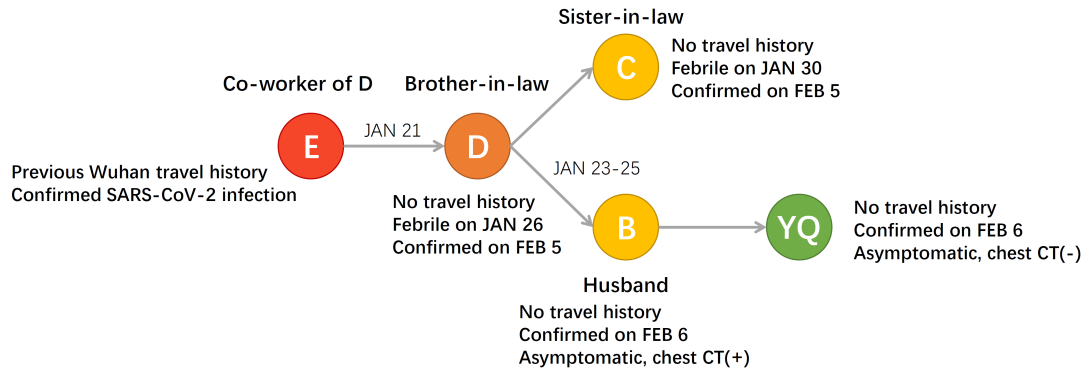 Sister-in-law
C
No travel history
Febrile on JAN 30
Confirmed on FEB 5
Co-worker of D
E
Previous Wuhan travel history
Confirmed SARS-CoV-2 infection
JAN 21
Brother-in-law
D
No travel history
Febrile on JAN 26
Confirmed on FEB 5
JAN 23-25
B
Husband
No travel history
Confirmed on FEB 6
Asymptomatic, chest CT(+)
YQ
No travel history
Confirmed on FEB 6
Asymptomatic, chest CT(-)